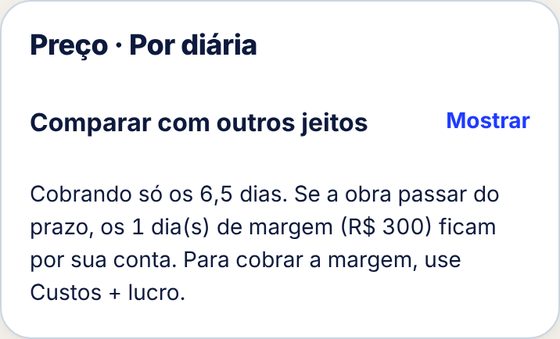 Preço · Por diária
Comparar com outros jeitos Mostrar
Cobrando só os 6,5 dias. Se a obra passar do
prazo, os 1 dia(s) de margem (R$ 300) ficam
por sua conta. Para cobrar a margem, use
Custos + lucro.